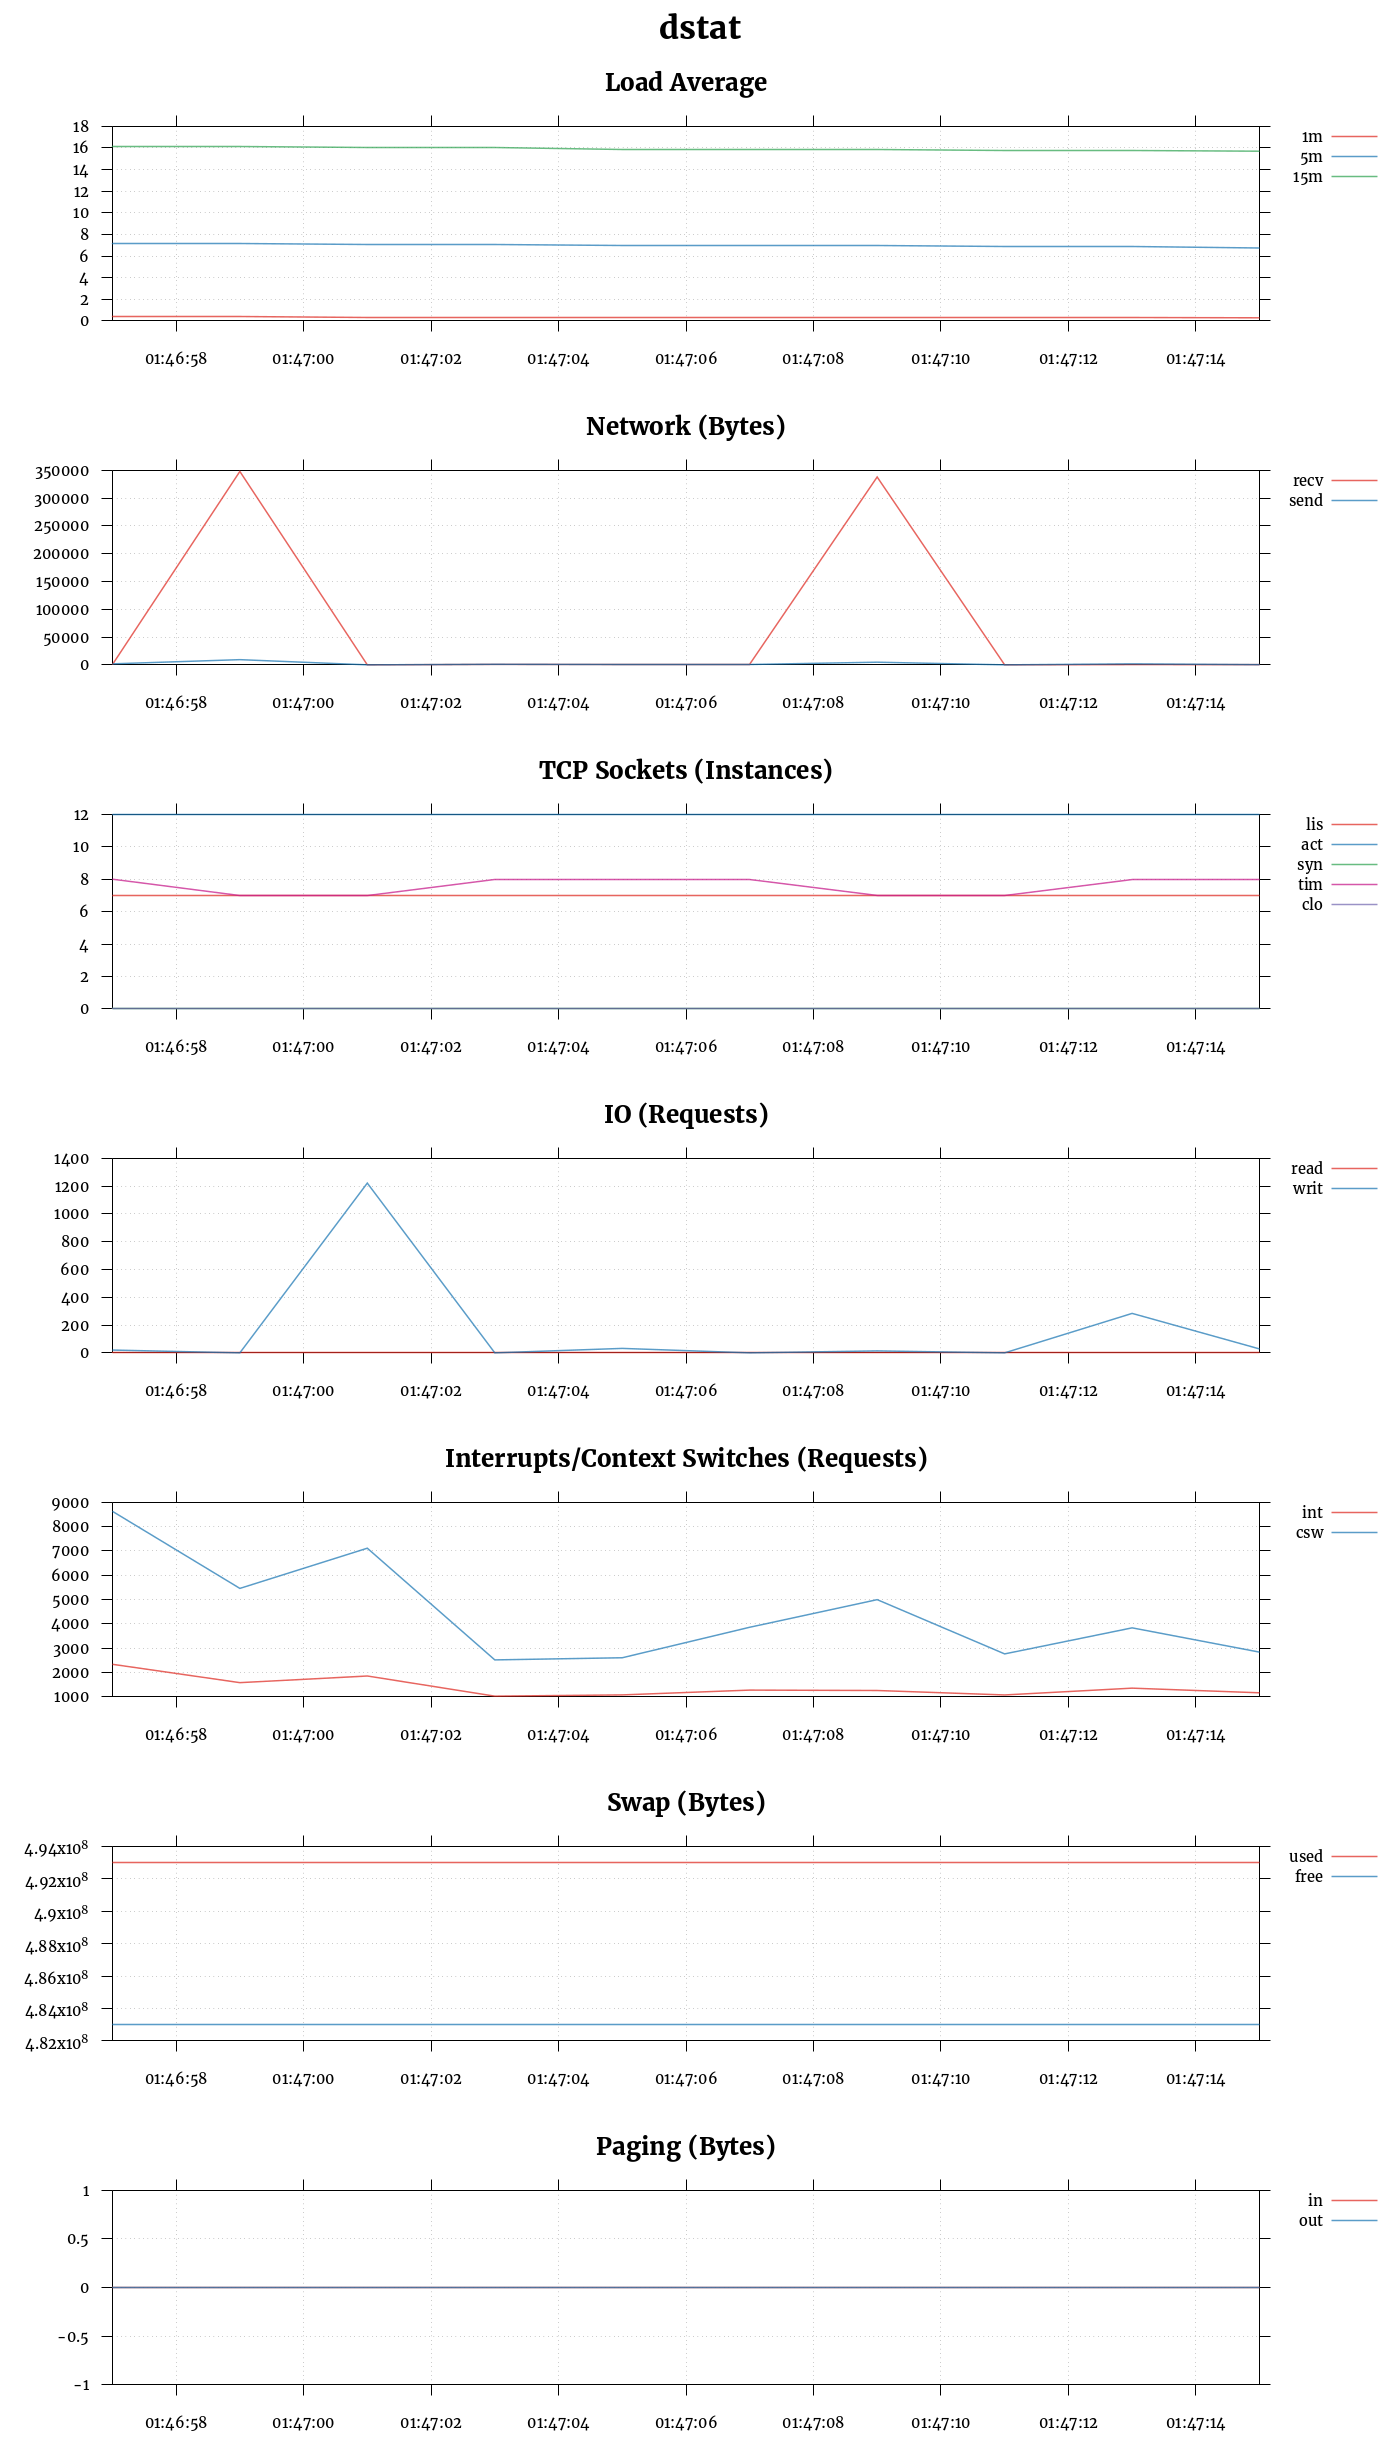 dstat
Load Average
18
16
14
12
10
8
6
4
2
0
1m
5m
15m
01:46:58 01:47:00 01:47:02 01:47:04 01:47:06 01:47:08 01:47:10 01:47:12 01:47:14
Network (Bytes)
350000
300000
250000
200000
150000
100000
50000
0
recv
send
01:46:58 01:47:00 01:47:02 01:47:04 01:47:06 01:47:08 01:47:10 01:47:12 01:47:14
TCP Sockets (Instances)
12
10
8
6
4
2
0
lis
act
syn
tim
clo
01:46:58 01:47:00 01:47:02 01:47:04 01:47:06 01:47:08 01:47:10 01:47:12 01:47:14
IO (Requests)
1400
1200
1000
800
600
400
200
0
read
writ
01:46:58 01:47:00 01:47:02 01:47:04 01:47:06 01:47:08 01:47:10 01:47:12 01:47:14
Interrupts/Context Switches (Requests)
9000
8000
7000
6000
5000
4000
3000
2000
1000
int
csw
01:46:58 01:47:00 01:47:02 01:47:04 01:47:06 01:47:08 01:47:10 01:47:12 01:47:14
Swap (Bytes)
4.94x10⁸
4.92x10⁸
4.9x10⁸
4.88x10⁸
4.86x10⁸
4.84x10⁸
4.82x10⁸
used
free
01:46:58 01:47:00 01:47:02 01:47:04 01:47:06 01:47:08 01:47:10 01:47:12 01:47:14
Paging (Bytes)
1
0.5
0
-0.5
-1
in
out
01:46:58 01:47:00 01:47:02 01:47:04 01:47:06 01:47:08 01:47:10 01:47:12 01:47:14